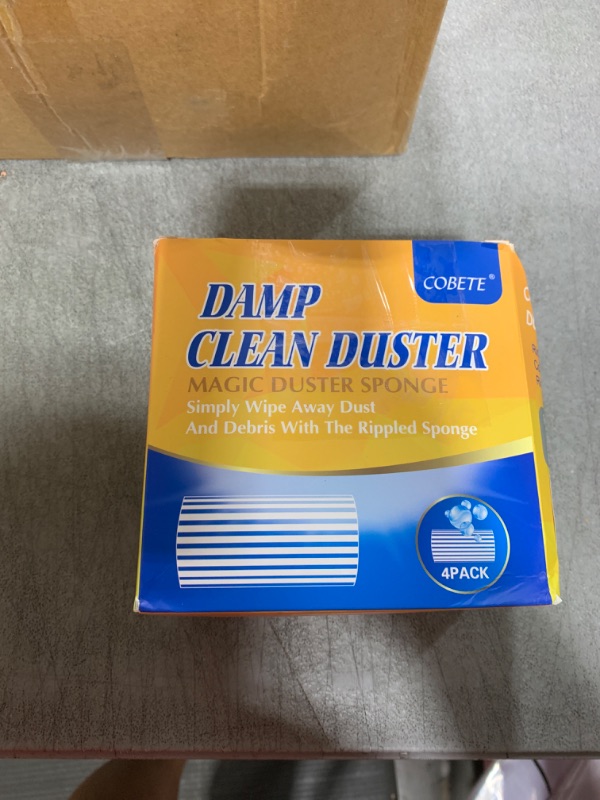 COBETE®
DAMP
CLEAN DUSTER
MAGIC DUSTER SPONGE
Simply Wipe Away Dust
And Debris With The Rippled Sponge
4PACK